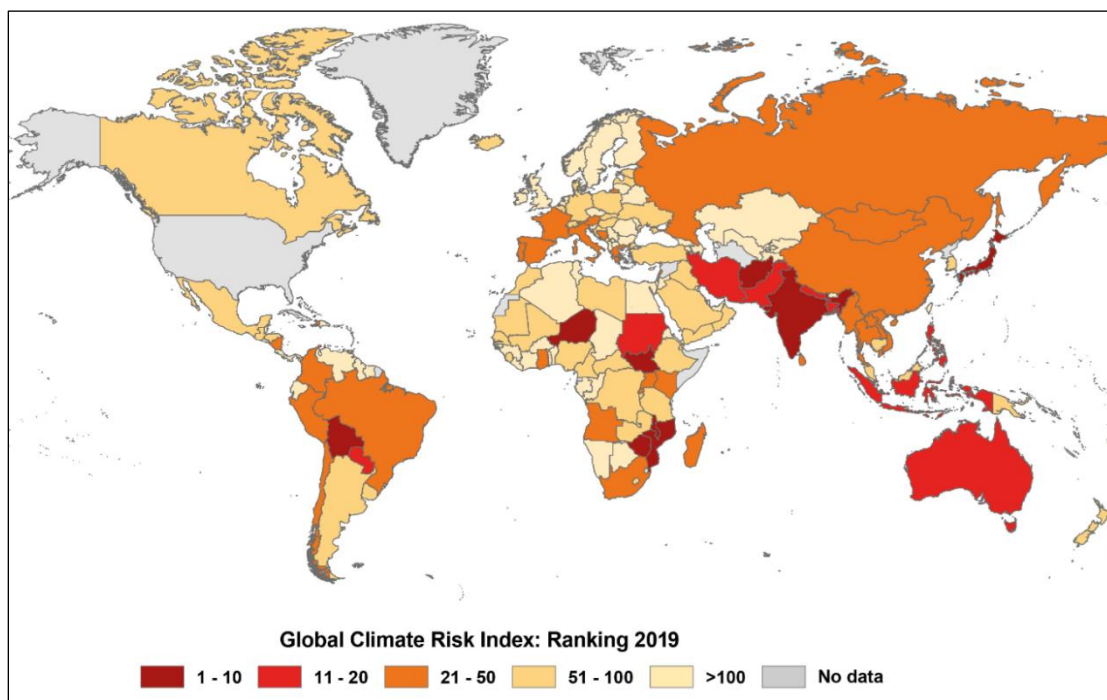 Global Climate Risk Index: Ranking 2019
1 - 10 11 - 20 21 - 50 51 - 100 >100 No data